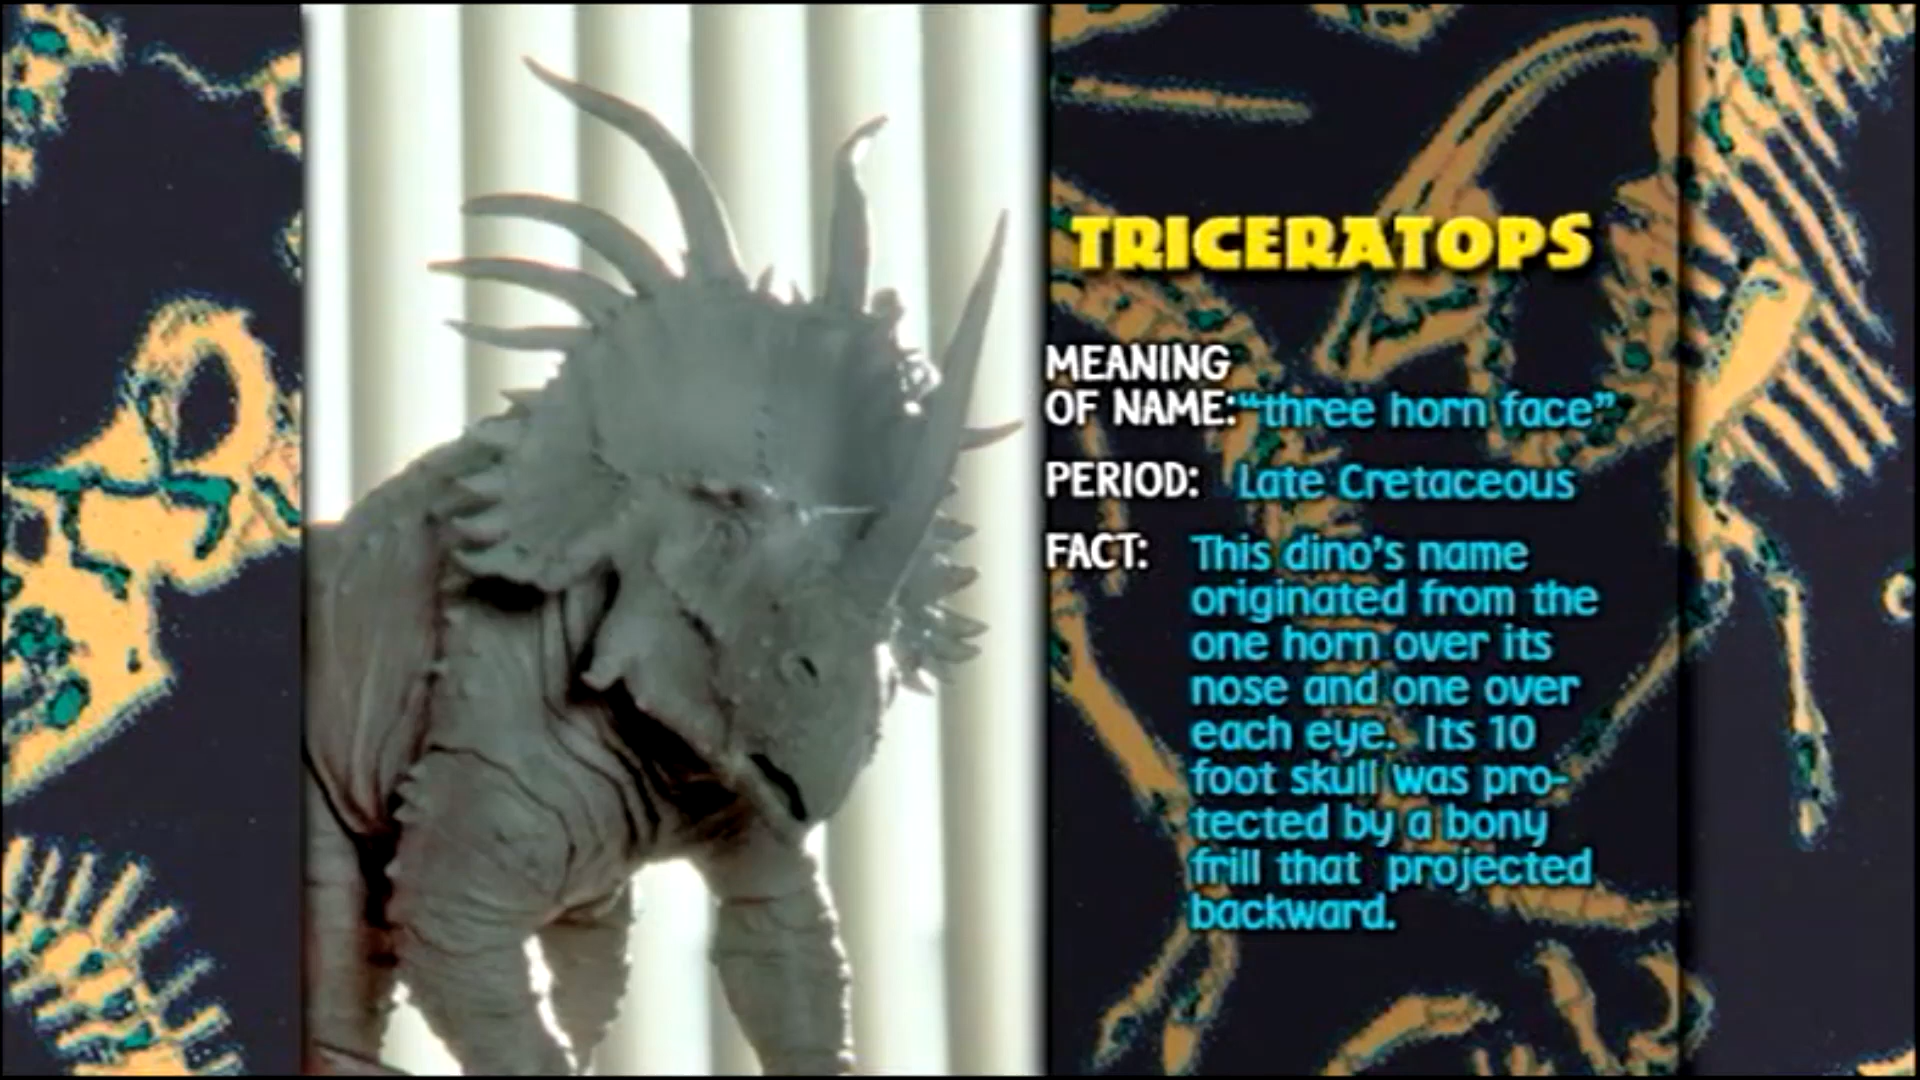 TRICERATOPS
MEANING
OF NAME: "three horn face"
PERIOD: Late Cretaceous
FACT: This dino's name
originated from the
one horn over its
nose and one over
each eye. Its 10
foot skull was pro-
tected by a bony
frill that projected
backward.